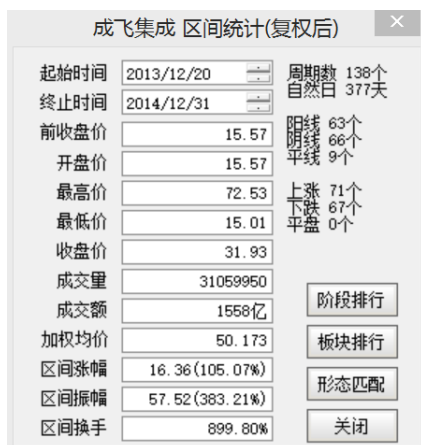 成飞集成 区间统计(复权后)
起始时间 2013/12/20 周期数 138个
自然日 377天
终止时间 2014/12/31
前收盘价 15.57 阳线 63个
阴线 66个
开盘价 15.57 平线 9个
最高价 72.53 上涨 71个
下跌 67个
最低价 15.01 平盘 0个
收盘价 31.93
成交量 31059950
成交额 1558亿 阶段排行
加权均价 50.173 板块排行
区间涨幅 16.36(105.07%)
区间振幅 57.52(383.21%) 形态匹配
区间换手 899.80% 关闭